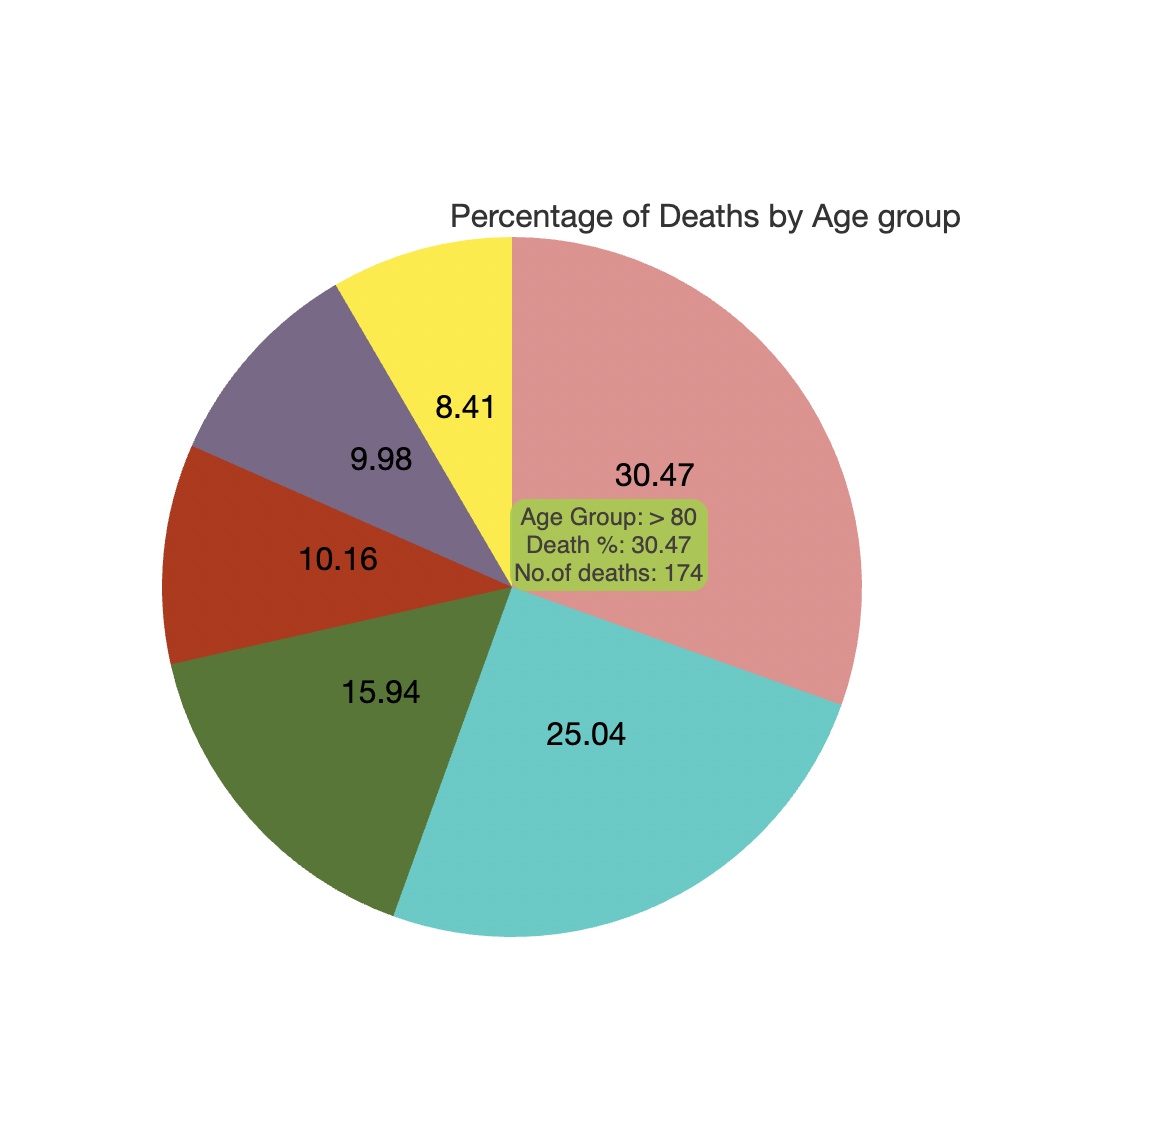 Percentage of Deaths by Age group
8.41
9.98
30.47
Age Group: > 80
Death %: 30.47
No.of deaths: 174
10.16
15.94
25.04